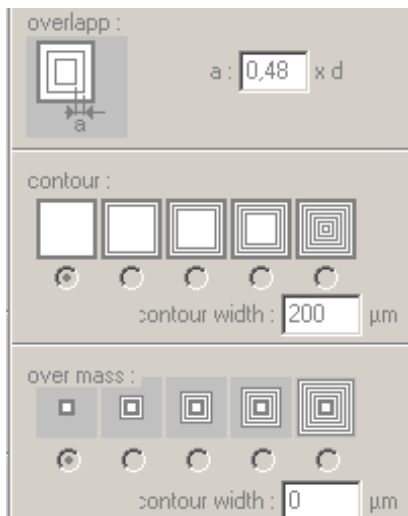 overlapp :
a : 0,48 x d
a
contour :
contour width : 200 µm
over mass :
contour width : 0 µm